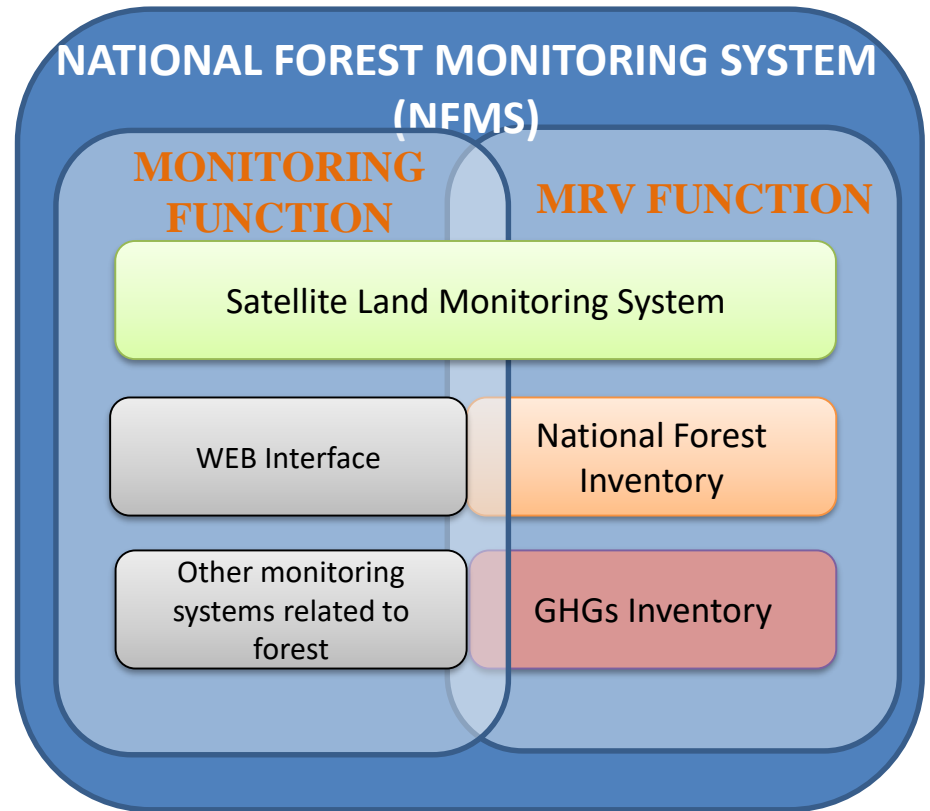 NATIONAL FOREST MONITORING SYSTEM
(NFMS)
MONITORING
FUNCTION
MRV FUNCTION
Satellite Land Monitoring System
WEB Interface
National Forest
Inventory
Other monitoring
systems related to
forest
GHGs Inventory